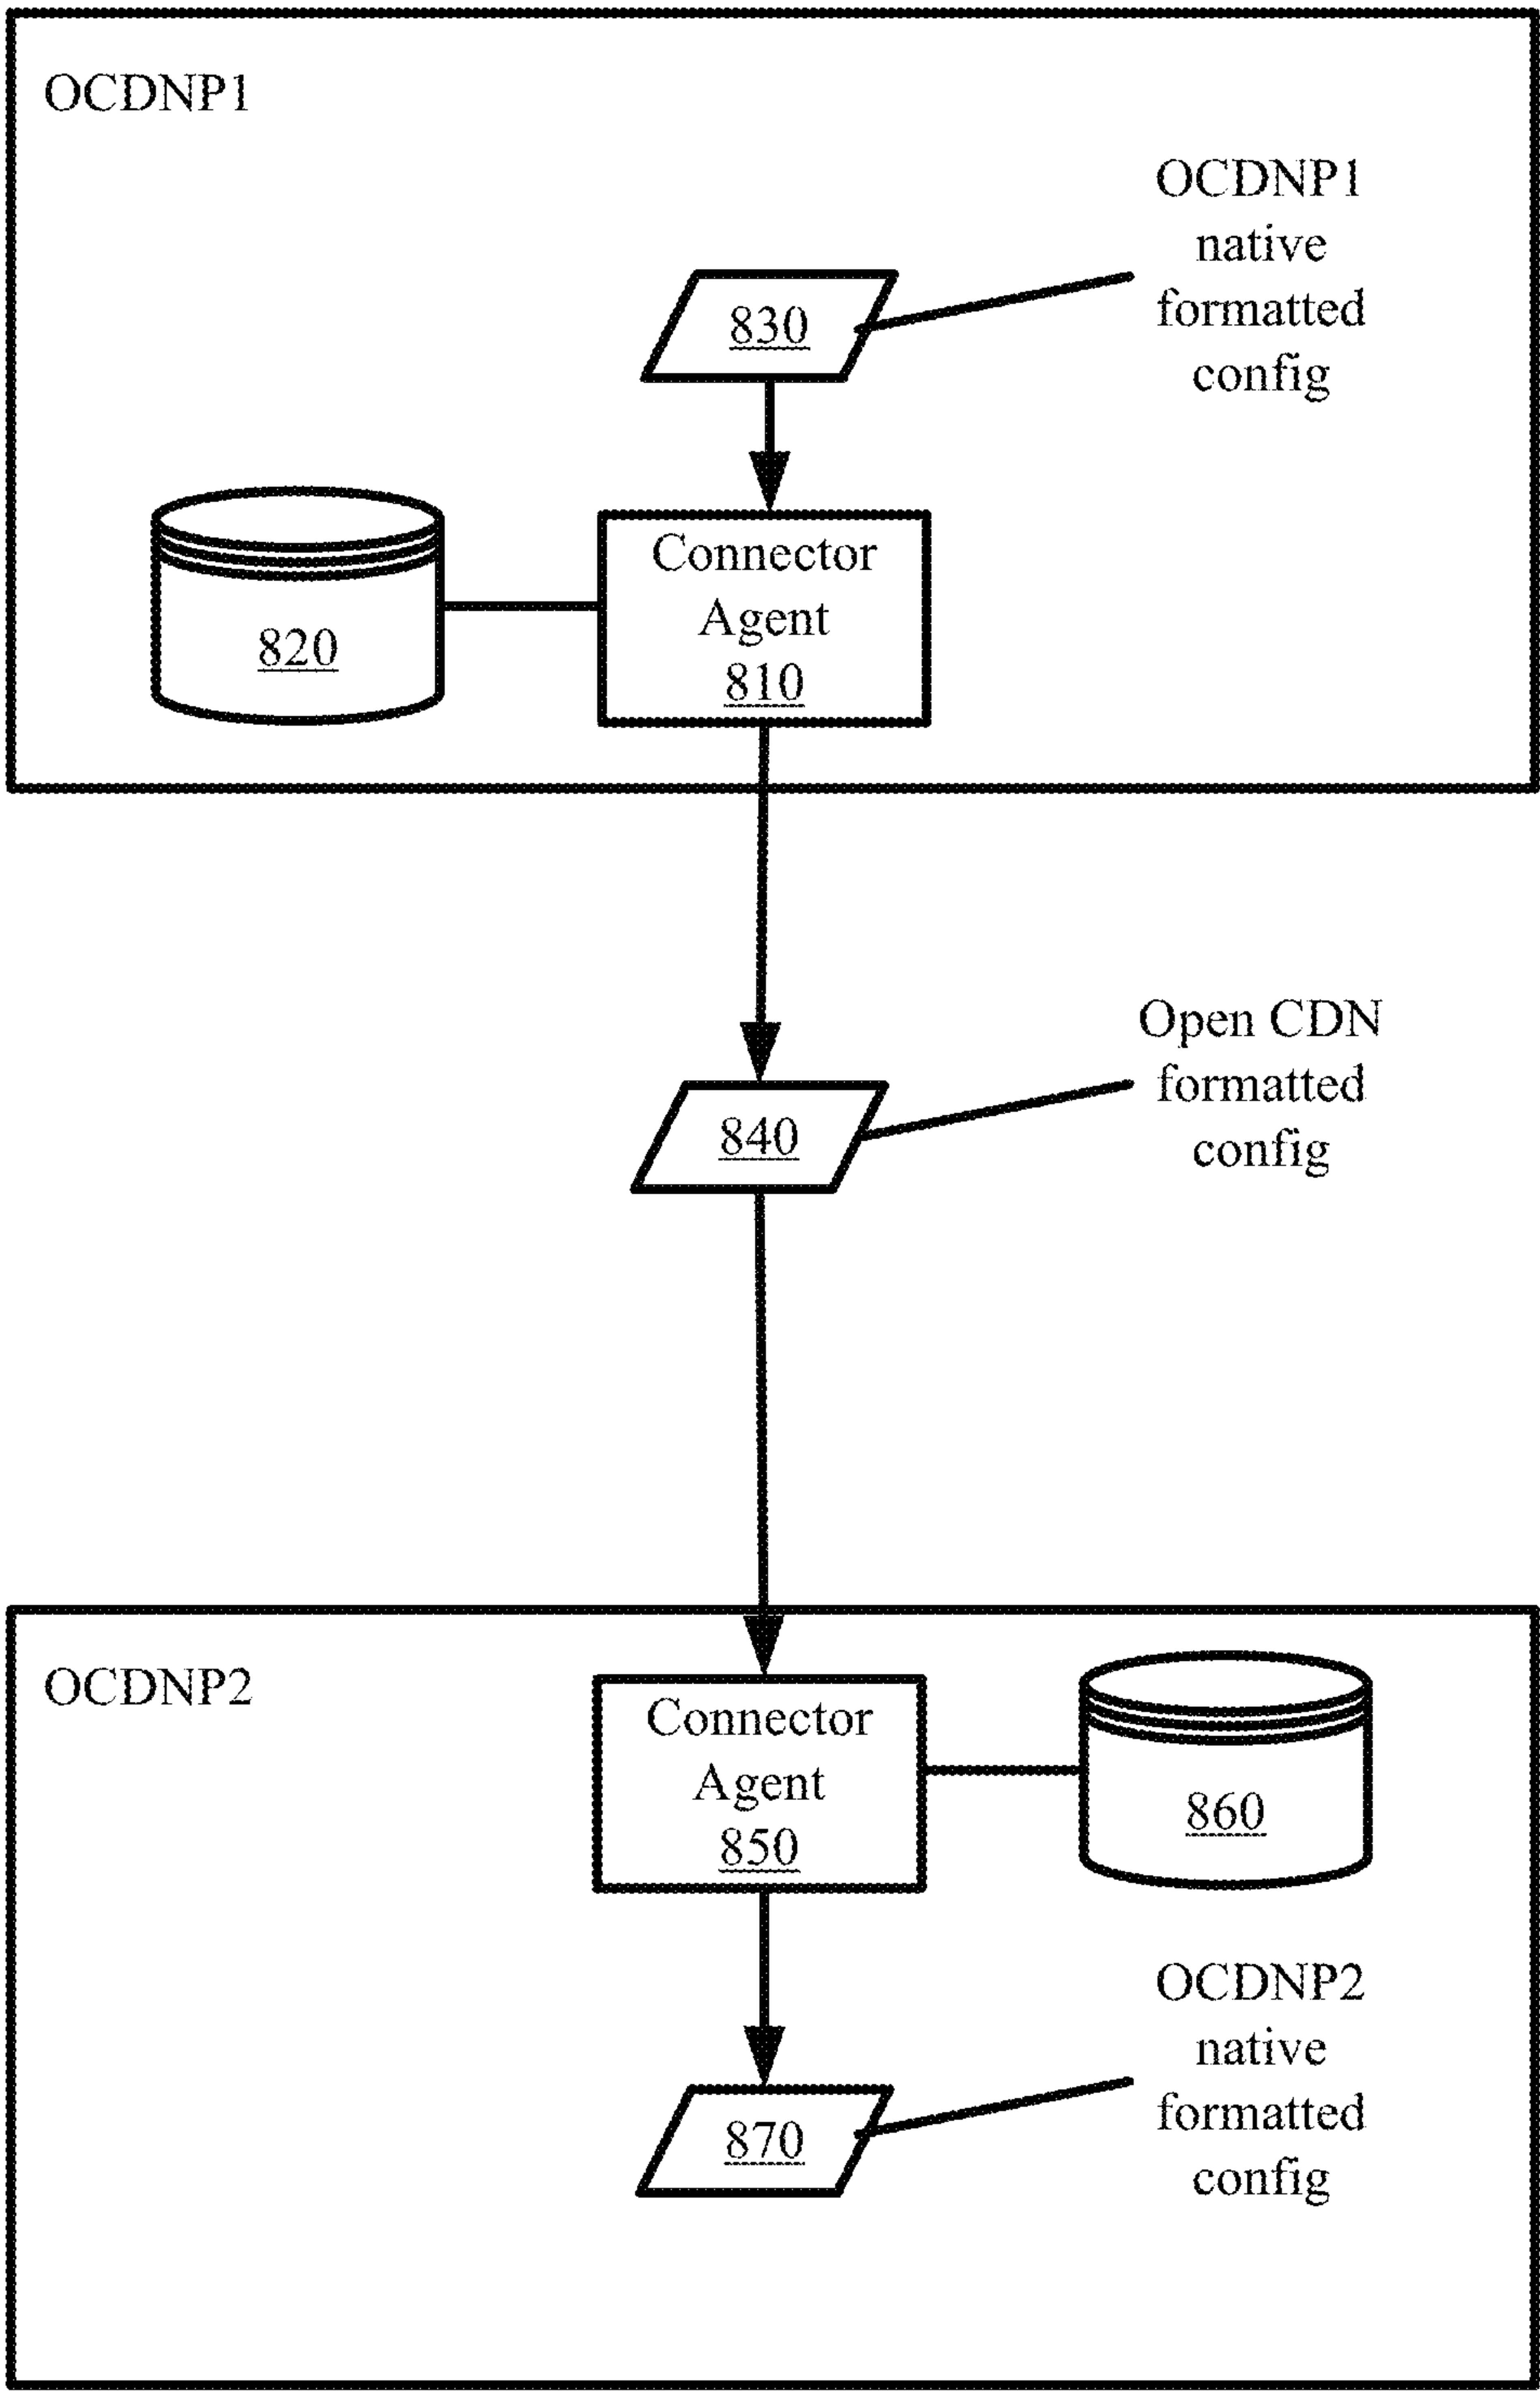 OCDNP1
OCDNP1
native
formatted
config
830
Connector
Agent
810
820
Open CDN
formatted
config
840
OCDNP2
Connector
Agent
850
860
OCDNP2
native
formatted
config
870